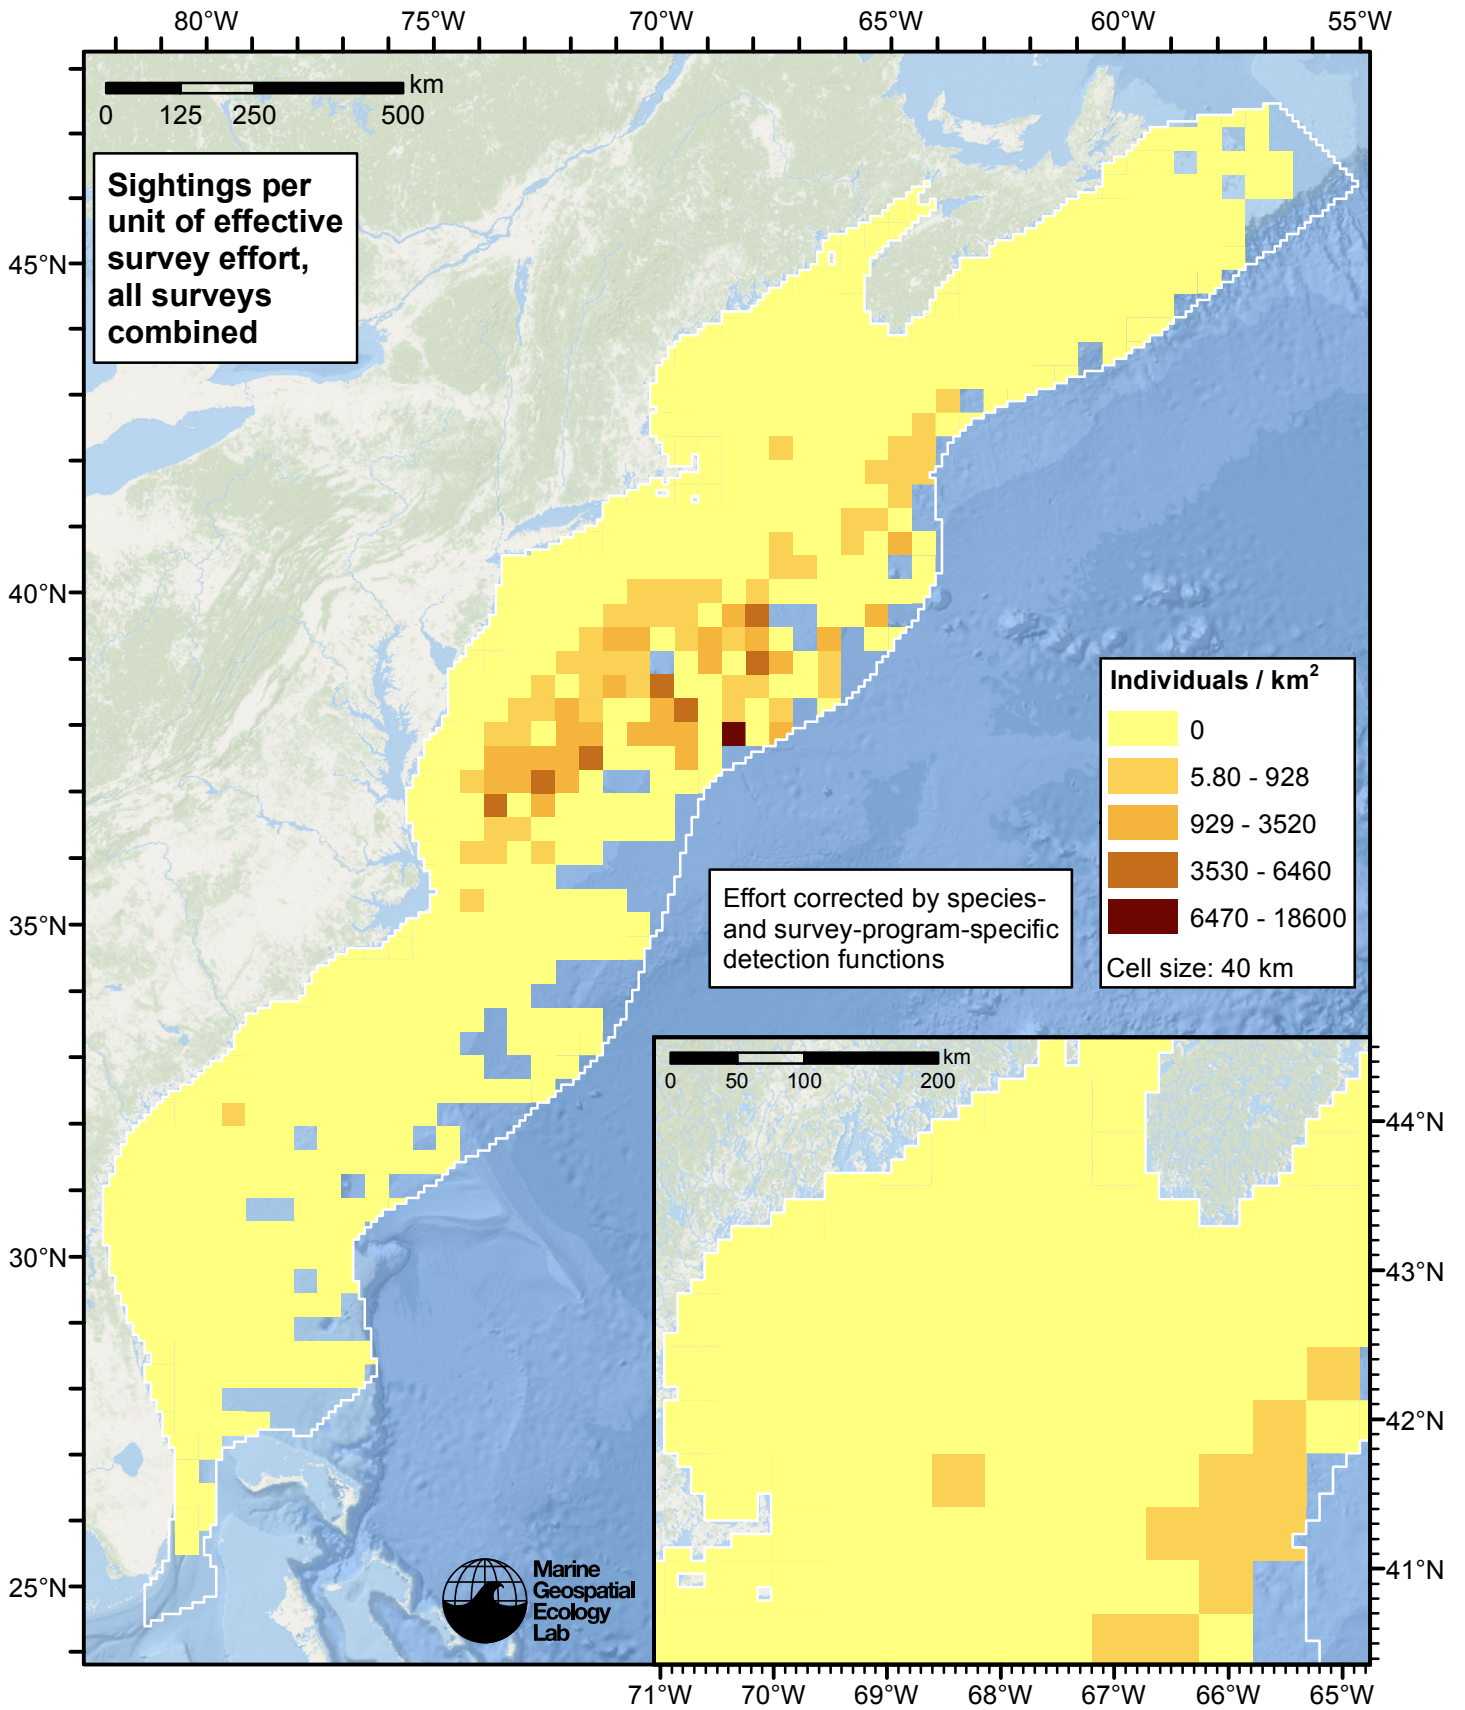 80°W 75°W 70°W 65°W 60°W 55°W
km
0 125 250 500
Sightings per
unit of effective
survey effort,
all surveys
combined
45°N
40°N
35°N
30°N
25°N
Individuals / km²
0
5.80 - 928
929 - 3520
3530 - 6460
6470 - 18600
Cell size: 40 km
Effort corrected by species-
and survey-program-specific
detection functions
km
0 50 100 200
44°N
43°N
42°N
41°N
Marine
Geospatial
Ecology
Lab
71°W 70°W 69°W 68°W 67°W 66°W 65°W